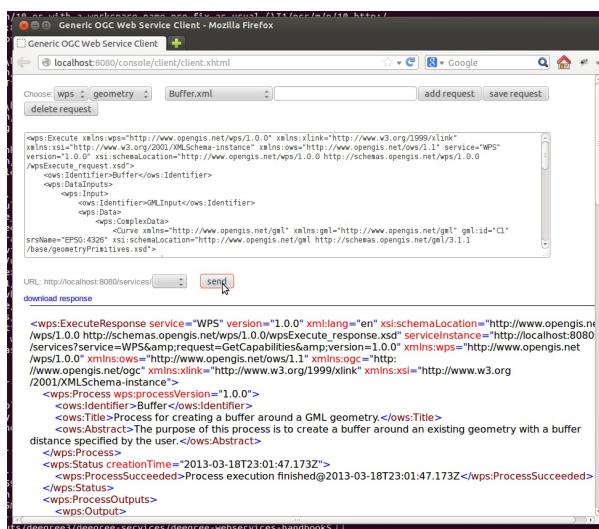 Generic OGC Web Service Client - Mozilla Firefox
Generic OGC Web Service Client
localhost:8080/console/client/client.xhtml
Google
Choose: wps geometry Buffer.xml add request save request
delete request
<wps:Execute xmlns:wps="http://www.opengis.net/wps/1.0.0" xmlns:xlink="http://www.w3.org/1999/xlink"
xmlns:xsi="http://www.w3.org/2001/XMLSchema-instance" xmlns:ows="http://www.opengis.net/ows/1.1" service="WPS"
version="1.0.0" xsi:schemaLocation="http://www.opengis.net/wps/1.0.0 http://schemas.opengis.net/wps/1.0.0
/wpsExecute_request.xsd">
<ows:Identifier>Buffer</ows:Identifier>
<wps:DataInputs>
<wps:Input>
<ows:Identifier>GMLInput</ows:Identifier>
<wps:Data>
<wps:ComplexData>
<Curve xmlns="http://www.opengis.net/gml" xmlns:gml="http://www.opengis.net/gml" gml:id="C1"
srsName="EPSG:4326" xsi:schemaLocation="http://www.opengis.net/gml http://schemas.opengis.net/gml/3.1.1
/base/geometryPrimitives.xsd">
URL: http://localhost:8080/services/ send
download response
<wps:ExecuteResponse service="WPS" version="1.0.0" xml:lang="en" xsi:schemaLocation="http://www.opengis.ne
/wps/1.0.0 http://schemas.opengis.net/wps/1.0.0/wpsExecute_response.xsd" serviceInstance="http://localhost:8080
/services?service=WPS&amp;request=GetCapabilities&amp;version=1.0.0" xmlns:wps="http://www.opengis.net
/wps/1.0.0" xmlns:ows="http://www.opengis.net/ows/1.1" xmlns:ogc="http:
//www.opengis.net/ogc" xmlns:xlink="http://www.w3.org/1999/xlink" xmlns:xsi="http://www.w3.org
/2001/XMLSchema-instance">
<wps:Process wps:processVersion="1.0.0">
<ows:Identifier>Buffer</ows:Identifier>
<ows:Title>Process for creating a buffer around a GML geometry.</ows:Title>
<ows:Abstract>The purpose of this process is to create a buffer around an existing geometry with a buffer
distance specified by the user.</ows:Abstract>
</wps:Process>
<wps:Status creationTime="2013-03-18T23:01:47.173Z">
<wps:ProcessSucceeded>Process execution finished@2013-03-18T23:01:47.173Z</wps:ProcessSucceeded>
</wps:Status>
<wps:ProcessOutputs>
<wps:Output>